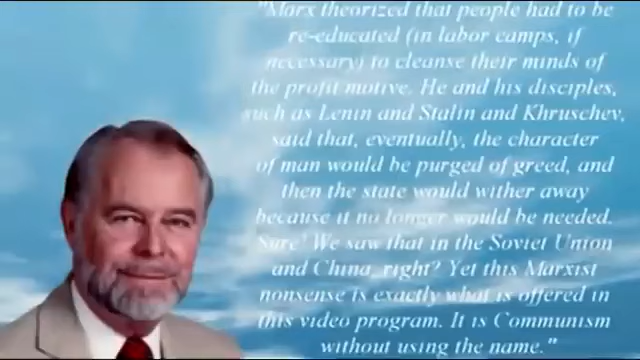 "Marx theorized that people had to be
re-educated (in labor camps, if
necessary) to cleanse their minds of
the profit motive. He and his disciples,
such as Lenin and Stalin and Khruschev,
said that, eventually, the character
of man would be purged of greed, and
then the state would wither away
because it no longer would be needed.
Sure! We saw that in the Soviet Union
and China, right? Yet this Marxist
nonsense is exactly what is offered in
this video program. It is Communism
without using the name."